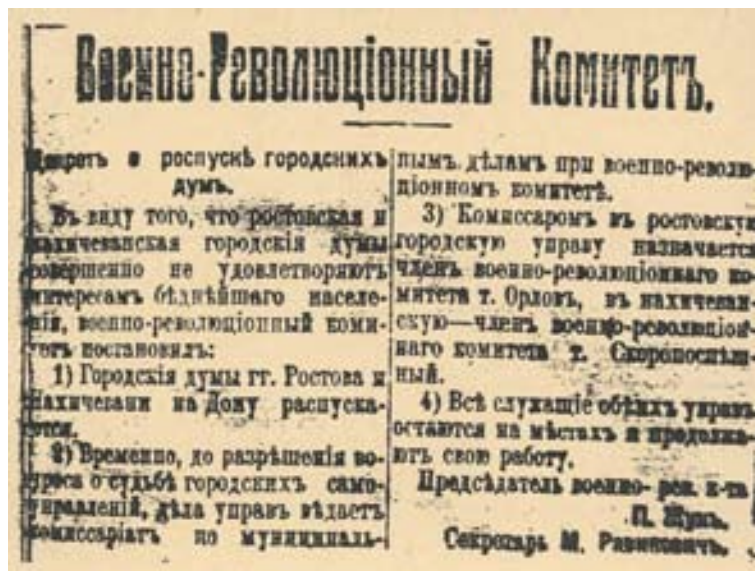 Военно-Революціонный Комитетъ.
Декретъ о роспускѣ городскихъ
думъ.
Въ виду того, что ростовская и
нахичеванская городскія думы
совершенно не удовлетворяютъ
интересамъ бѣднѣйшаго населе-
нія, военно-революціонный коми-
тетъ постановилъ:
1) Городскія думы гг. Ростова и
Нахичевани на Дону распуска-
ются.
2) Временно, до разрѣшенія во-
проса о судьбѣ городскихъ само-
управленій, дѣла управъ вѣдаетъ
комиссаріатъ по муниципаль-
нымъ дѣламъ при военно-револю-
ціонномъ комитетѣ.
3) Комиссаромъ въ ростовскую
городскую управу назначается
членъ военно-революціоннаго ко-
митета т. Орловъ, въ нахичеван-
скую—членъ военно-революціон-
наго комитета т. Скоропоспѣш-
ный.
4) Всѣ служащіе обѣихъ управъ
остаются на мѣстахъ и продолжа-
ютъ свою работу.
Предсѣдатель военно-рев. к-та
П. Жукъ.
Секретарь М. Равиковичъ.